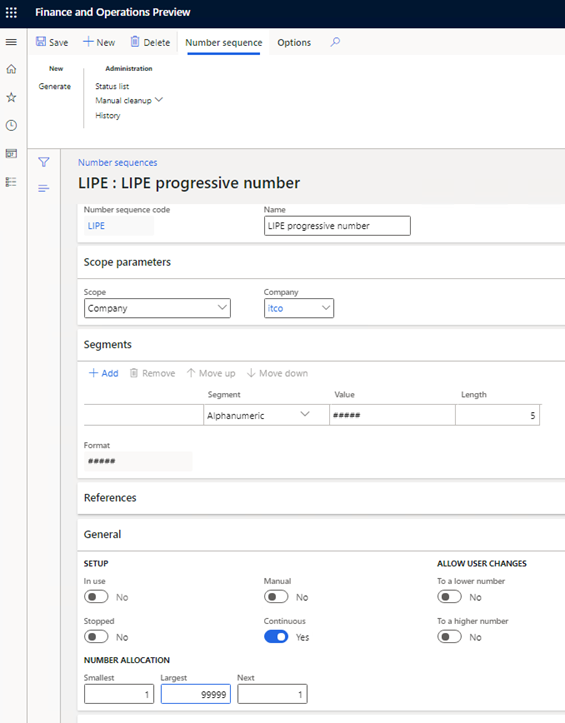 Finance and Operations Preview
Save New Delete Number sequence Options
New Administration
Generate Status list
Manual cleanup
History
Number sequences
LIPE : LIPE progressive number
Number sequence code Name
LIPE LIPE progressive number
Scope parameters
Scope Company
Company itco
Segments
Add Remove Move up Move down
Segment Value Length
Alphanumeric ##### 5
Format
#####
References
General
SETUP ALLOW USER CHANGES
In use Manual To a lower number
No No No
Stopped Continuous To a higher number
No Yes No
NUMBER ALLOCATION
Smallest Largest Next
1 99999 1